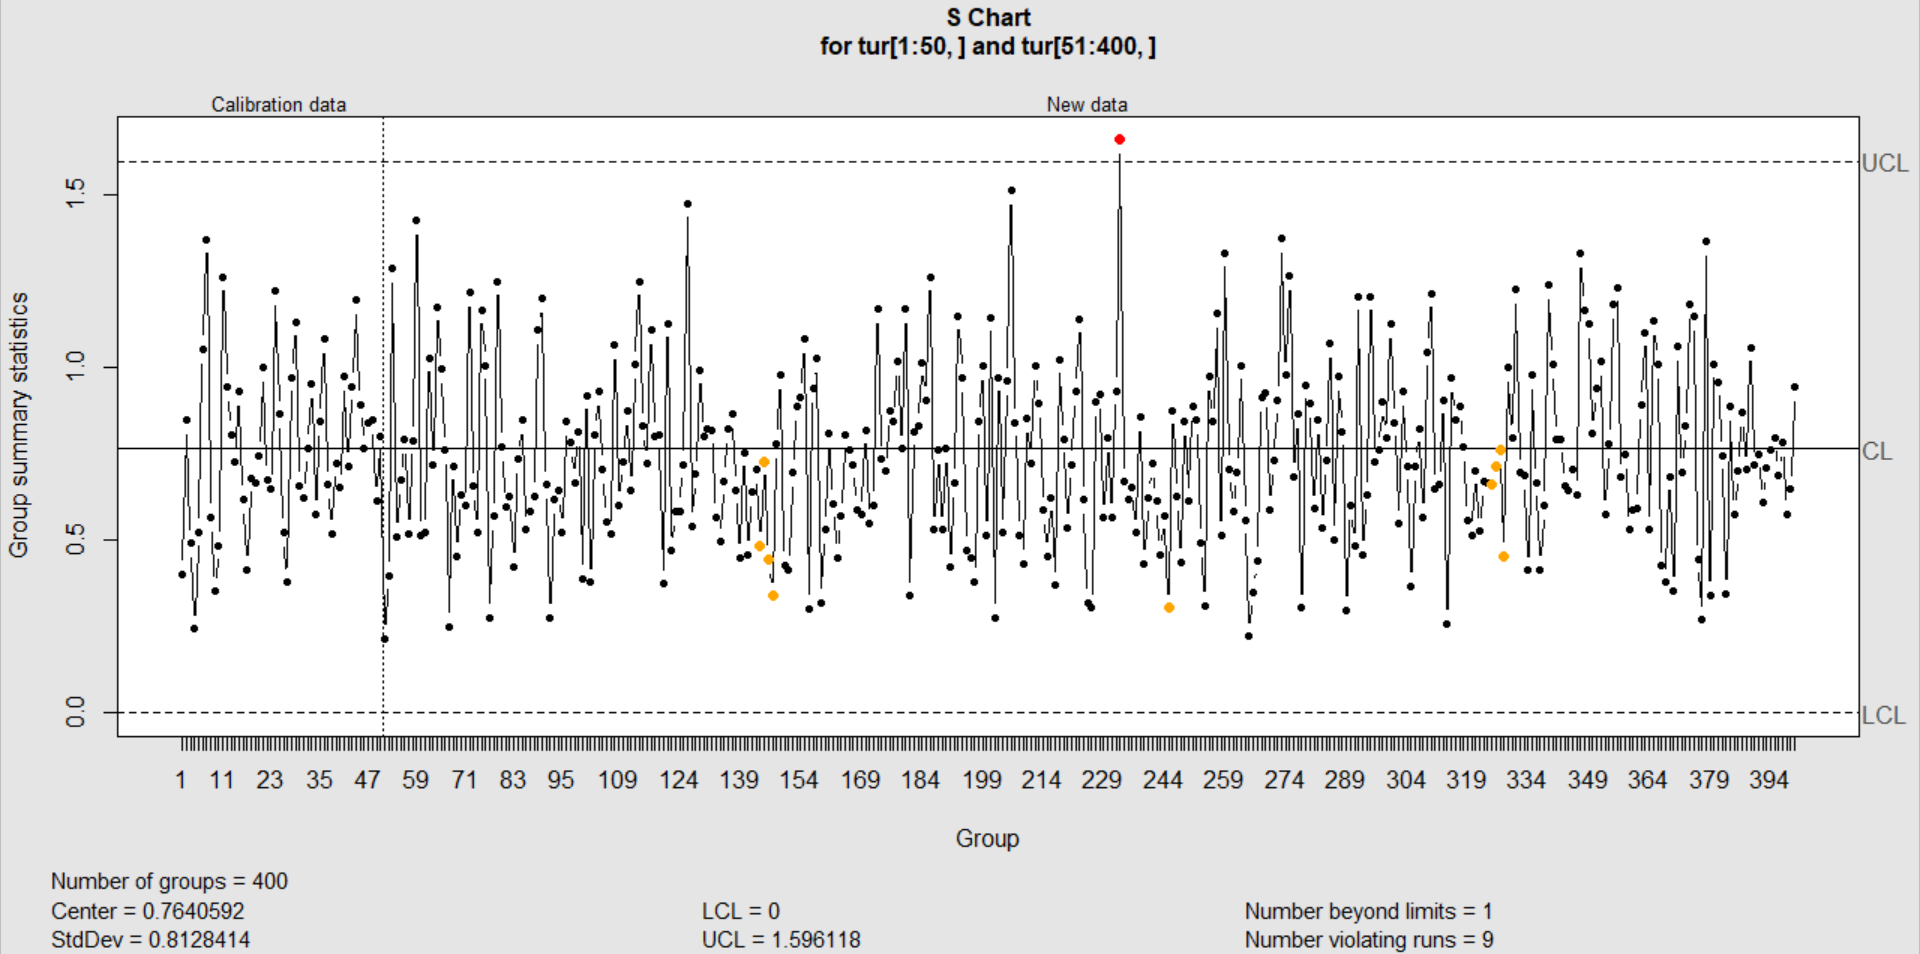 S Chart
for tur[1:50, ] and tur[51:400, ]
Calibration data
New data
Group summary statistics
1.5
1.0
0.5
0.0
UCL
CL
LCL
1 11 23 35 47 59 71 83 95 109 124 139 154 169 184 199 214 229 244 259 274 289 304 319 334 349 364 379 394
Group
Number of groups = 400
Center = 0.7640592
StdDev = 0.8128414
LCL = 0
UCL = 1.596118
Number beyond limits = 1
Number violating runs = 9